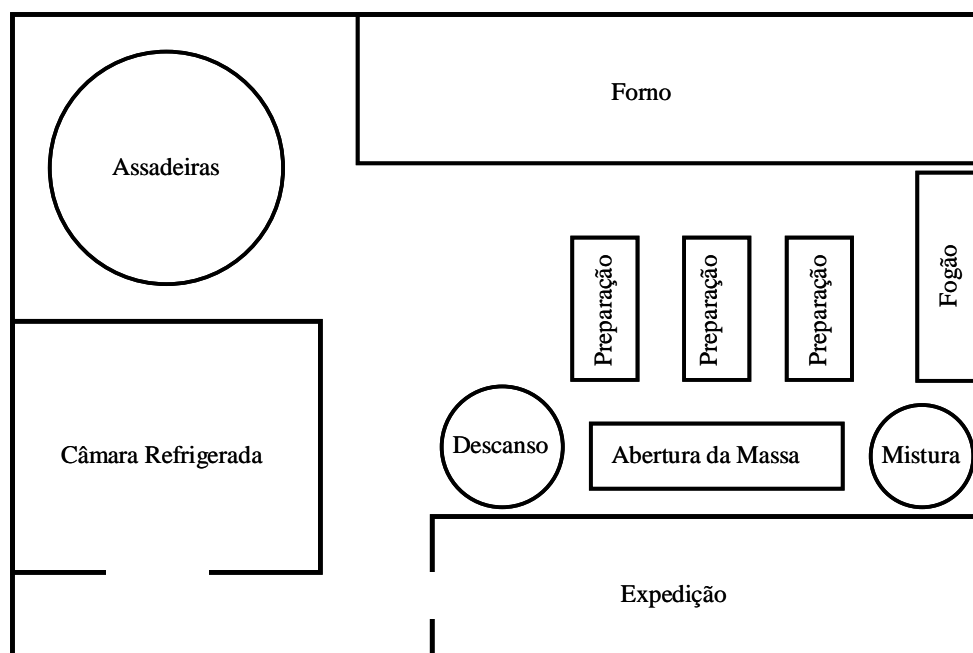 Forno
Assadeiras
Preparação
Preparação
Preparação
Fogão
Câmara Refrigerada
Descanso
Abertura da Massa
Mistura
Expedição